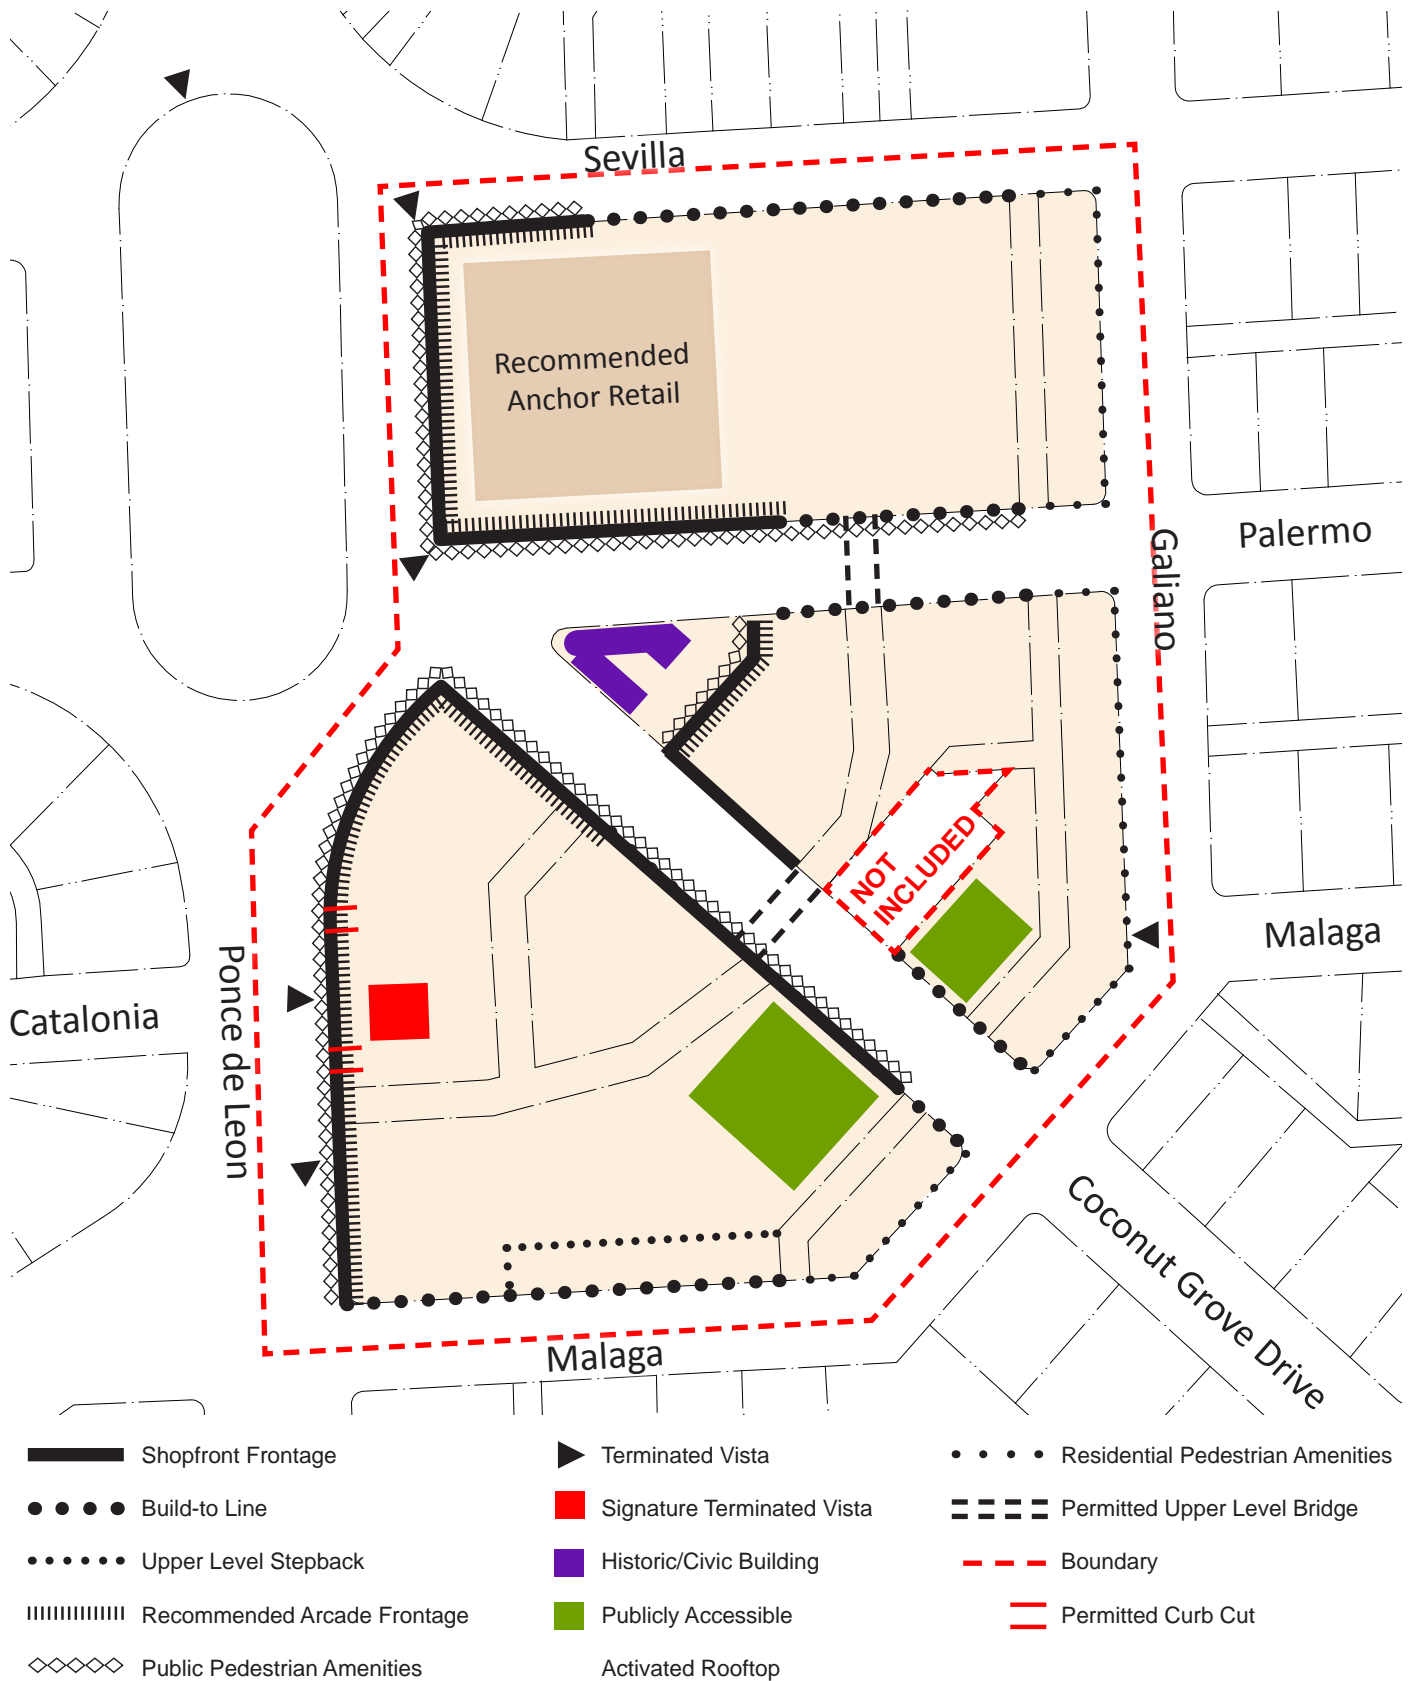 Sevilla
Recommended
Anchor Retail
Palermo
Galiano
NOT
INCLUDED
Malaga
Ponce de Leon
Catalonia
Coconut Grove Drive
Malaga
Shopfront Frontage
Terminated Vista
Residential Pedestrian Amenities
Build-to Line
Signature Terminated Vista
Permitted Upper Level Bridge
Upper Level Stepback
Historic/Civic Building
Boundary
Recommended Arcade Frontage
Publicly Accessible
Permitted Curb Cut
Public Pedestrian Amenities
Activated Rooftop